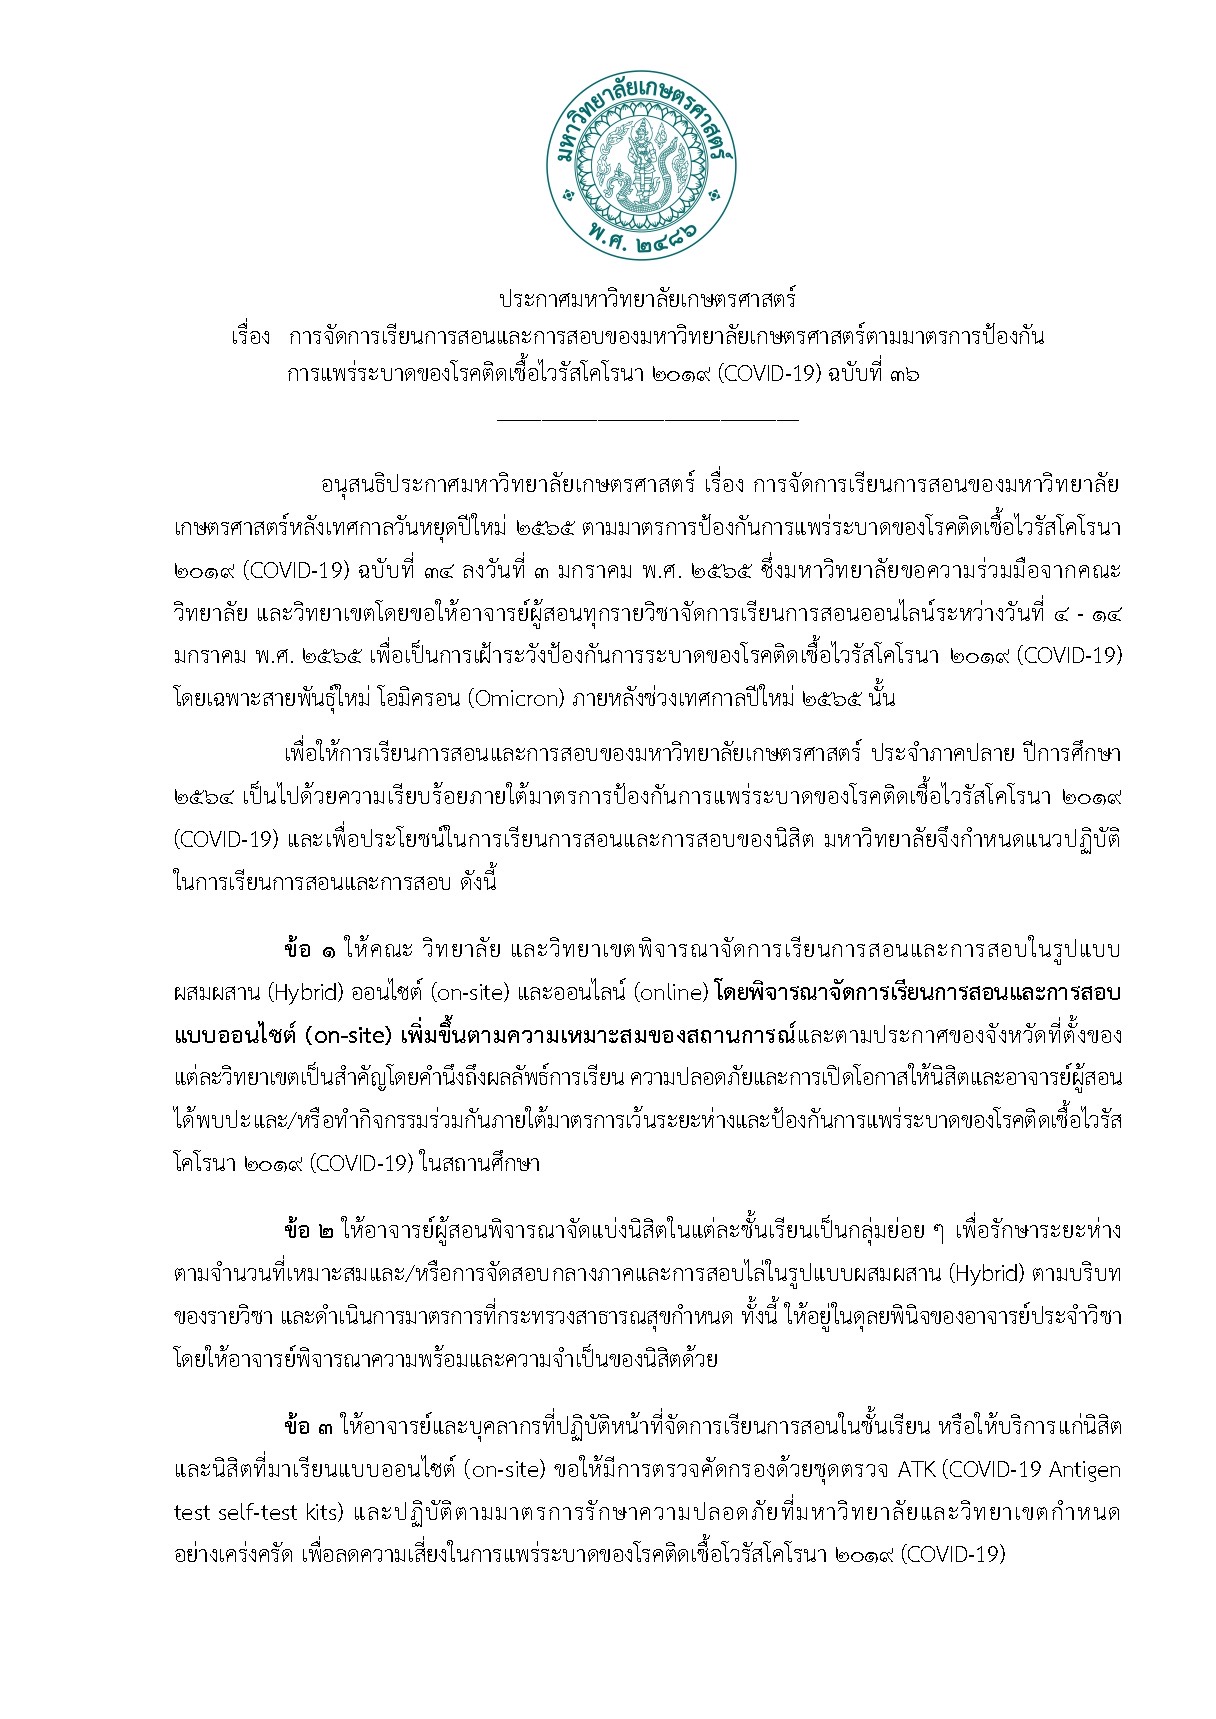 มหาวิทยาลัยเกษตรศาสตร์
พ.ศ. ๒๔๘๖
ประกาศมหาวิทยาลัยเกษตรศาสตร์
เรื่อง การจัดการเรียนการสอนและการสอบของมหาวิทยาลัยเกษตรศาสตร์ตามมาตรการป้องกัน
การแพร่ระบาดของโรคติดเชื้อไวรัสโคโรนา ๒๐๑๙ (COVID-19) ฉบับที่ ๓๖
อนุสนธิประกาศมหาวิทยาลัยเกษตรศาสตร์ เรื่อง การจัดการเรียนการสอนของมหาวิทยาลัย
เกษตรศาสตร์หลังเทศกาลวันหยุดปีใหม่ ๒๕๖๕ ตามมาตรการป้องกันการแพร่ระบาดของโรคติดเชื้อไวรัสโคโรนา
๒๐๑๙ (COVID-19) ฉบับที่ ๓๔ ลงวันที่ ๓ มกราคม พ.ศ. ๒๕๖๕ ซึ่งมหาวิทยาลัยขอความร่วมมือจากคณะ
วิทยาลัย และวิทยาเขตโดยขอให้อาจารย์ผู้สอนทุกรายวิชาจัดการเรียนการสอนออนไลน์ระหว่างวันที่ ๔ - ๑๔
มกราคม พ.ศ. ๒๕๖๕ เพื่อเป็นการเฝ้าระวังป้องกันการระบาดของโรคติดเชื้อไวรัสโคโรนา ๒๐๑๙ (COVID-19)
โดยเฉพาะสายพันธุ์ใหม่ โอมิครอน (Omicron) ภายหลังช่วงเทศกาลปีใหม่ ๒๕๖๕ นั้น
เพื่อให้การเรียนการสอนและการสอบของมหาวิทยาลัยเกษตรศาสตร์ ประจำภาคปลาย ปีการศึกษา
๒๕๖๔ เป็นไปด้วยความเรียบร้อยภายใต้มาตรการป้องกันการแพร่ระบาดของโรคติดเชื้อไวรัสโคโรนา ๒๐๑๙
(COVID-19) และเพื่อประโยชน์ในการเรียนการสอนและการสอบของนิสิต มหาวิทยาลัยจึงกำหนดแนวปฏิบัติ
ในการเรียนการสอนและการสอบ ดังนี้
ข้อ ๑ ให้คณะ วิทยาลัย และวิทยาเขตพิจารณาจัดการเรียนการสอนและการสอบในรูปแบบ
ผสมผสาน (Hybrid) ออนไซต์ (on-site) และออนไลน์ (online) โดยพิจารณาจัดการเรียนการสอนและการสอบ
แบบออนไซต์ (on-site) เพิ่มขึ้นตามความเหมาะสมของสถานการณ์และตามประกาศของจังหวัดที่ตั้งของ
แต่ละวิทยาเขตเป็นสำคัญโดยคำนึงถึงผลลัพธ์การเรียน ความปลอดภัยและการเปิดโอกาสให้นิสิตและอาจารย์ผู้สอน
ได้พบปะและ/หรือทำกิจกรรมร่วมกันภายใต้มาตรการเว้นระยะห่างและป้องกันการแพร่ระบาดของโรคติดเชื้อไวรัส
โคโรนา ๒๐๑๙ (COVID-19) ในสถานศึกษา
ข้อ ๒ ให้อาจารย์ผู้สอนพิจารณาจัดแบ่งนิสิตในแต่ละชั้นเรียนเป็นกลุ่มย่อย ๆ เพื่อรักษาระยะห่าง
ตามจำนวนที่เหมาะสมและ/หรือการจัดสอบกลางภาคและการสอบไล่ในรูปแบบผสมผสาน (Hybrid) ตามบริบท
ของรายวิชา และดำเนินการมาตรการที่กระทรวงสาธารณสุขกำหนด ทั้งนี้ ให้อยู่ในดุลยพินิจของอาจารย์ประจำวิชา
โดยให้อาจารย์พิจารณาความพร้อมและความจำเป็นของนิสิตด้วย
ข้อ ๓ ให้อาจารย์และบุคลากรที่ปฏิบัติหน้าที่จัดการเรียนการสอนในชั้นเรียน หรือให้บริการแก่นิสิต
และนิสิตที่มาเรียนแบบออนไซต์ (on-site) ขอให้มีการตรวจคัดกรองด้วยชุดตรวจ ATK (COVID-19 Antigen
test self-test kits) และปฏิบัติตามมาตรการรักษาความปลอดภัยที่มหาวิทยาลัยและวิทยาเขตกำหนด
อย่างเคร่งครัด เพื่อลดความเสี่ยงในการแพร่ระบาดของโรคติดเชื้อโวรัสโคโรนา ๒๐๑๙ (COVID-19)